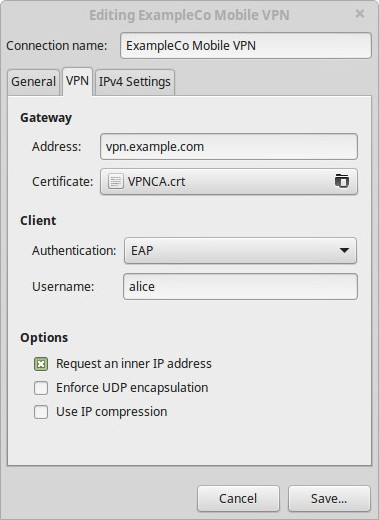 Editing ExampleCo Mobile VPN
Connection name: ExampleCo Mobile VPN
General VPN IPv4 Settings
Gateway
Address: vpn.example.com
Certificate: VPNCA.crt
Client
Authentication: EAP
Username: alice
Options
Request an inner IP address
Enforce UDP encapsulation
Use IP compression
Cancel Save...